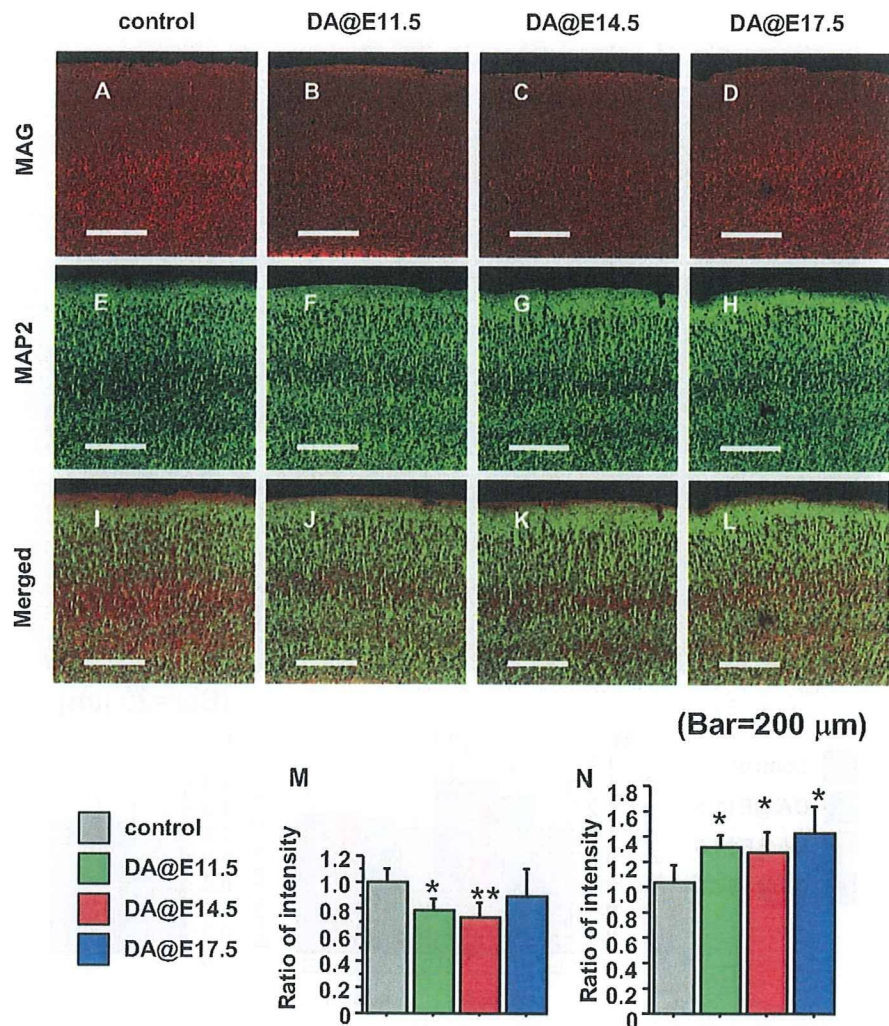 control DA@E11.5 DA@E14.5 DA@E17.5
MAG
A B C D
MAP2
E F G H
Merged
I J K L
(Bar=200 μm)
control
DA@E11.5
DA@E14.5
DA@E17.5
M
Ratio of intensity
1.2
1.0
0.8
0.6
0.4
0.2
0
* **
N
Ratio of intensity
1.8
1.6
1.4
1.2
1.0
0.8
0.6
0.4
0.2
0
* * *